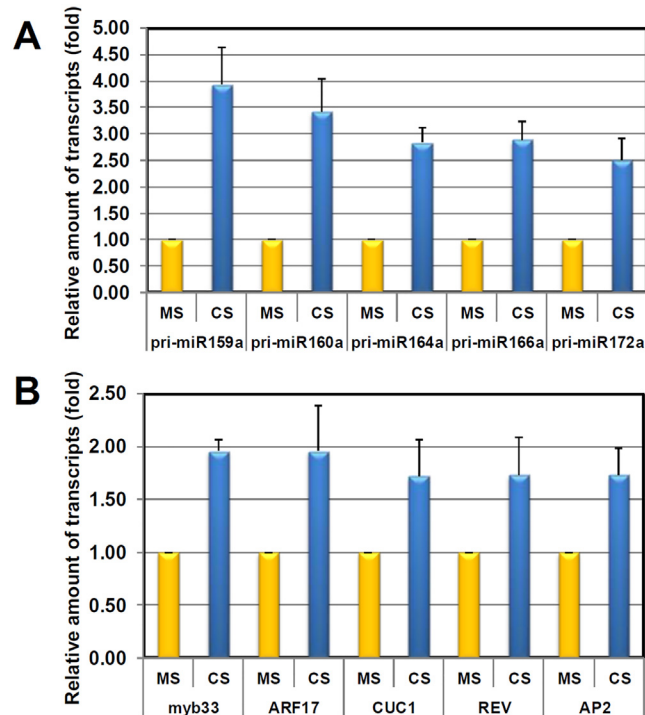 A
Relative amount of transcripts (fold)
5.00
4.50
4.00
3.50
3.00
2.50
2.00
1.50
1.00
0.50
0.00
MS CS MS CS MS CS MS CS MS CS
pri-miR159a pri-miR160a pri-miR164a pri-miR166a pri-miR172a
B
Relative amount of transcripts (fold)
2.50
2.00
1.50
1.00
0.50
0.00
MS CS MS CS MS CS MS CS MS CS
myb33 ARF17 CUC1 REV AP2